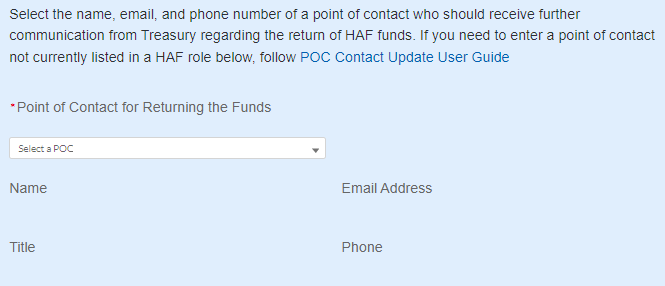 Select the name, email, and phone number of a point of contact who should receive further
communication from Treasury regarding the return of HAF funds. If you need to enter a point of contact
not currently listed in a HAF role below, follow POC Contact Update User Guide
*Point of Contact for Returning the Funds
Select a POC
Name
Email Address
Title
Phone